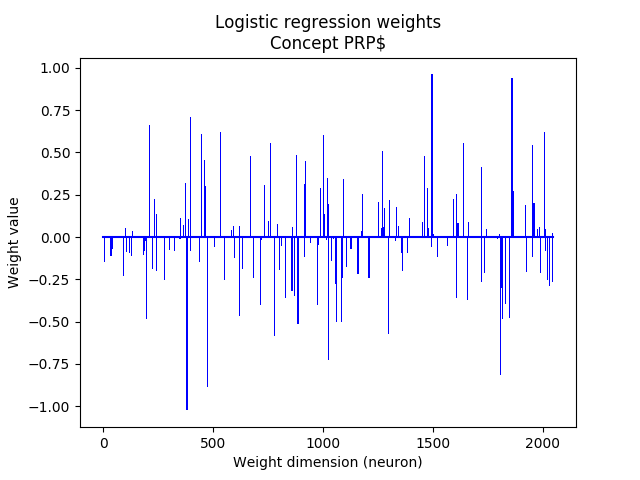 Logistic regression weights
Concept PRP$
1.00
0.75
0.50
0.25
0.00
−0.25
−0.50
−0.75
−1.00
Weight value
0 500 1000 1500 2000
Weight dimension (neuron)